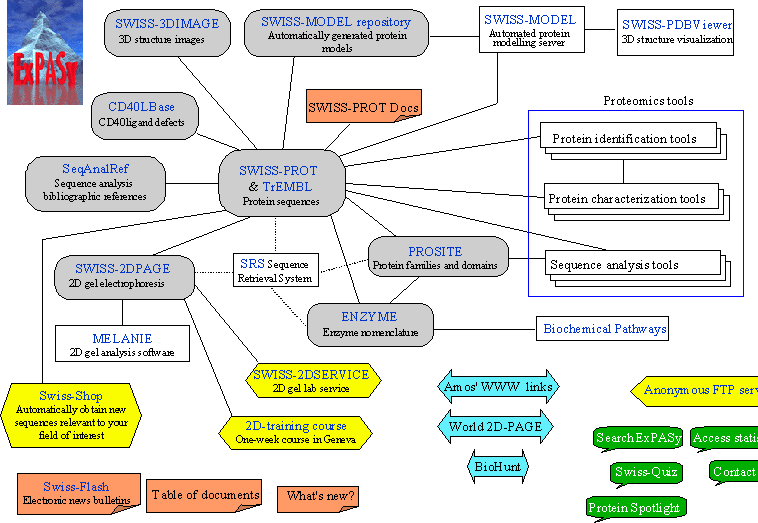 ExPASy
SWISS-3DIMAGE
3D structure images
SWISS-MODEL repository
Automatically generated protein
models
SWISS-MODEL
Automated protein
modelling server
SWISS-PDBViewer
3D structure visualization
CD40LBase
CD40ligand defects
SWISS-PROT Docs
Proteomics tools
Protein identification tools
SeqAnalRef
Sequence analysis
bibliographic references
SWISS-PROT
& TrEMBL
Protein sequences
Protein characterization tools
SWISS-2DPAGE
2D gel electrophoresis
SRS Sequence
Retrieval System
PROSITE
Protein families and domains
Sequence analysis tools
MELANIE
2D gel analysis software
ENZYME
Enzyme nomenclature
Biochemical Pathways
Swiss-Shop
Automatically obtain new
sequences relevant to your
field of interest
SWISS-2DSERVICE
2D gel lab service
2D-training course
One-week course in Geneva
Amos' WWW links
World 2D-PAGE
BioHunt
Anonymous FTP serv
Search ExPASy
Access statis
Swiss-Quiz
Contact
Protein Spotlight
Swiss-Flash
Electronic news bulletins
Table of documents
What's new?